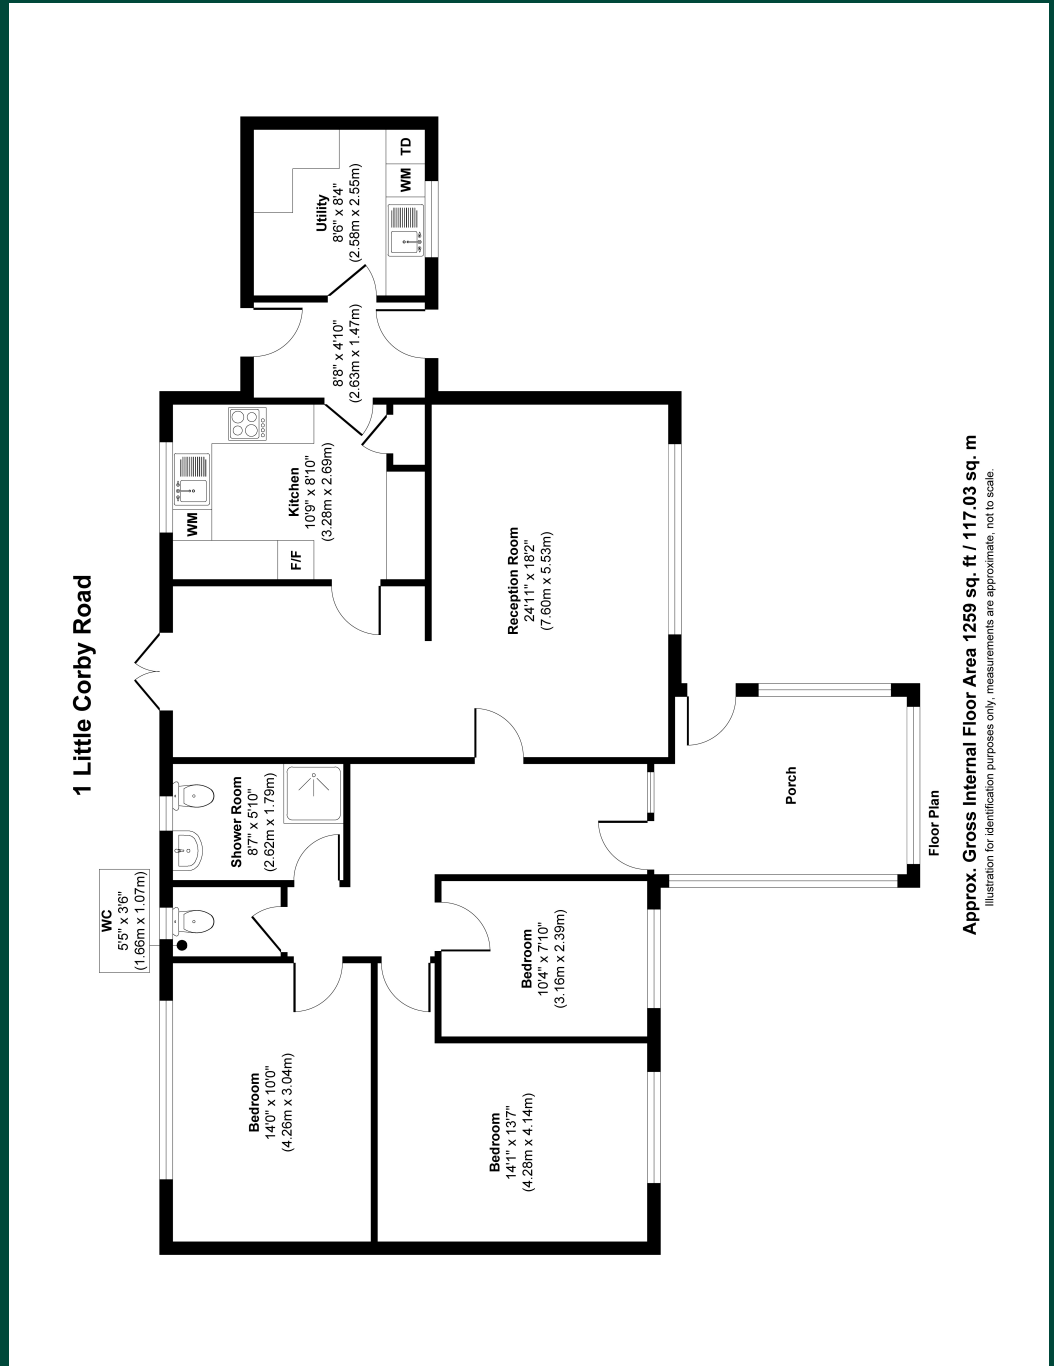 1 Little Corby Road
WC
5'5" x 3'6"
(1.66m x 1.07m)
Bedroom
14'0" x 10'0"
(4.26m x 3.04m)
Shower Room
8'7" x 5'10"
(2.62m x 1.79m)
WM
F/F
Kitchen
10'9" x 8'10"
(3.28m x 2.69m)
8'8" x 4'10"
(2.63m x 1.47m)
Utility
8'6" x 8'4"
(2.58m x 2.55m)
WM
TD
Bedroom
14'1" x 13'7"
(4.28m x 4.14m)
Bedroom
10'4" x 7'10"
(3.16m x 2.39m)
Reception Room
24'11" x 18'2"
(7.60m x 5.53m)
Porch
Floor Plan
Approx. Gross Internal Floor Area 1259 sq. ft / 117.03 sq. m
Illustration for identification purposes only, measurements are approximate, not to scale.